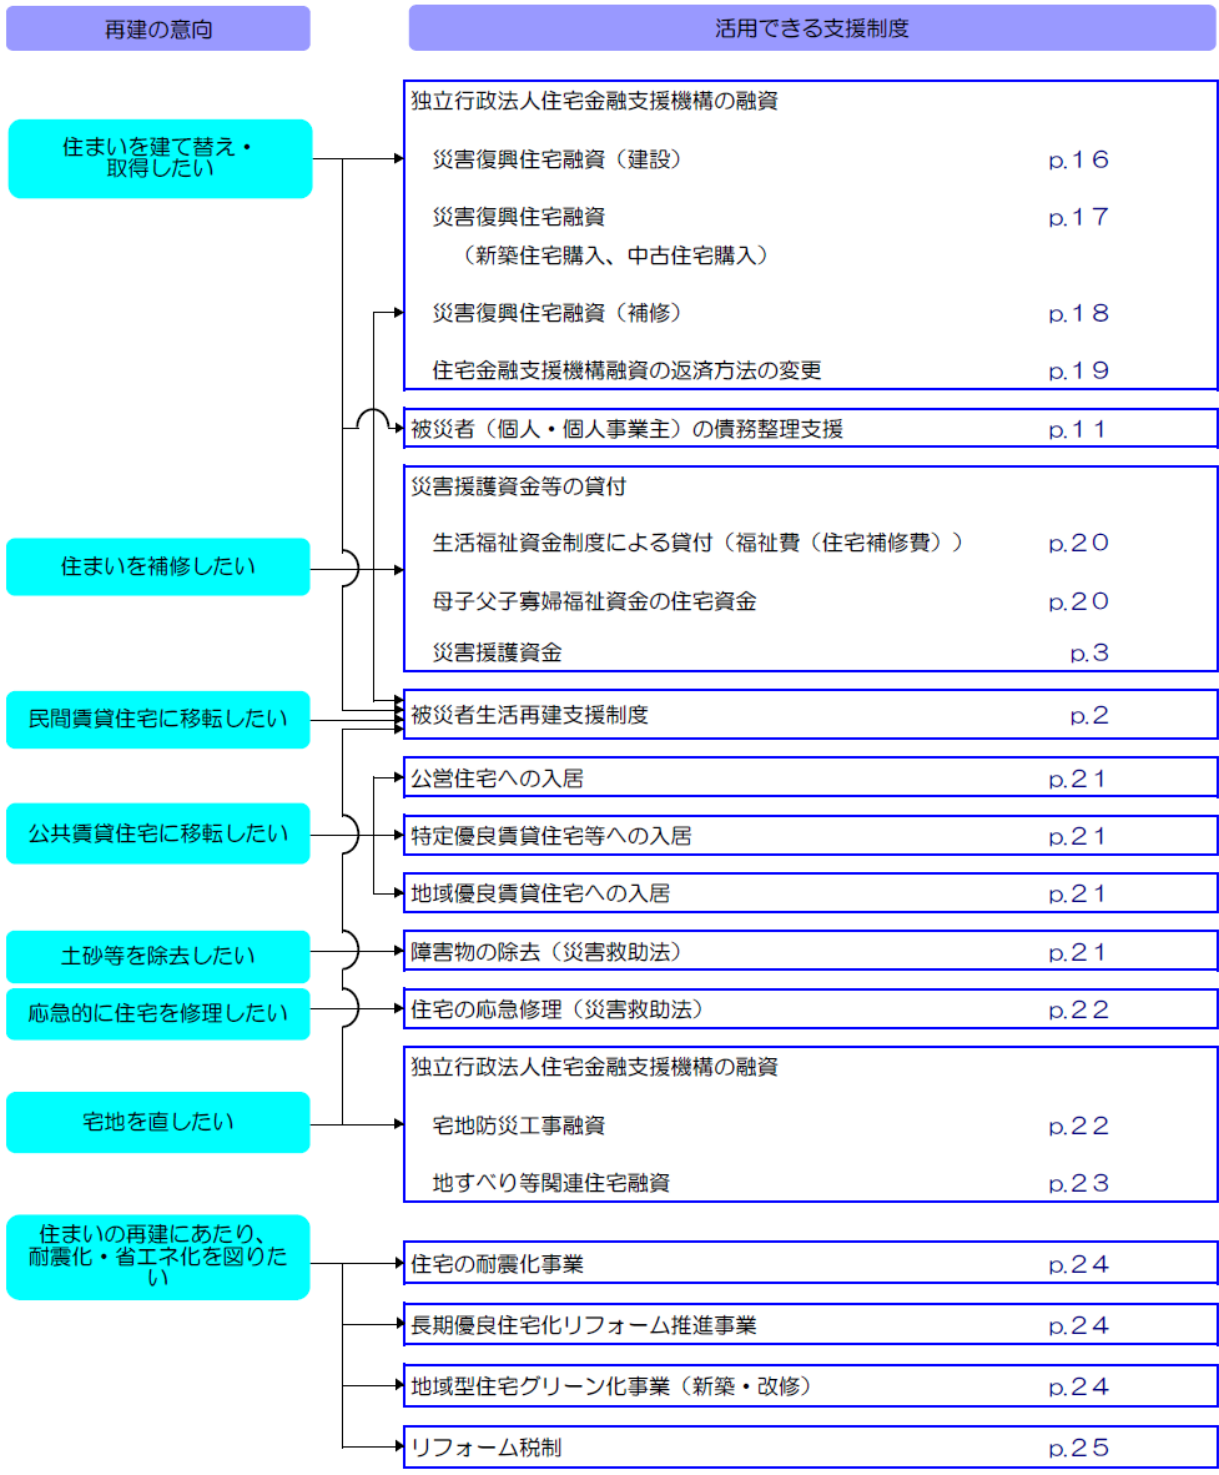 再建の意向
活用できる支援制度
独立行政法人住宅金融支援機構の融資
住まいを建て替え・
取得したい
災害復興住宅融資（建設） p.16
災害復興住宅融資 p.17
（新築住宅購入、中古住宅購入）
災害復興住宅融資（補修） p.18
住宅金融支援機構融資の返済方法の変更 p.19
被災者（個人・個人事業主）の債務整理支援 p.11
災害援護資金等の貸付
生活福祉資金制度による貸付（福祉費（住宅補修費）） p.20
住まいを補修したい
母子父子寡婦福祉資金の住宅資金 p.20
災害援護資金 p.3
民間賃貸住宅に移転したい
被災者生活再建支援制度 p.2
公営住宅への入居 p.21
公共賃貸住宅に移転したい
特定優良賃貸住宅等への入居 p.21
地域優良賃貸住宅への入居 p.21
土砂等を除去したい
障害物の除去（災害救助法） p.21
応急的に住宅を修理したい
住宅の応急修理（災害救助法） p.22
独立行政法人住宅金融支援機構の融資
宅地を直したい
宅地防災工事融資 p.22
地すべり等関連住宅融資 p.23
住まいの再建にあたり、
耐震化・省エネ化を図りた
い
住宅の耐震化事業 p.24
長期優良住宅化リフォーム推進事業 p.24
地域型住宅グリーン化事業（新築・改修） p.24
リフォーム税制 p.25